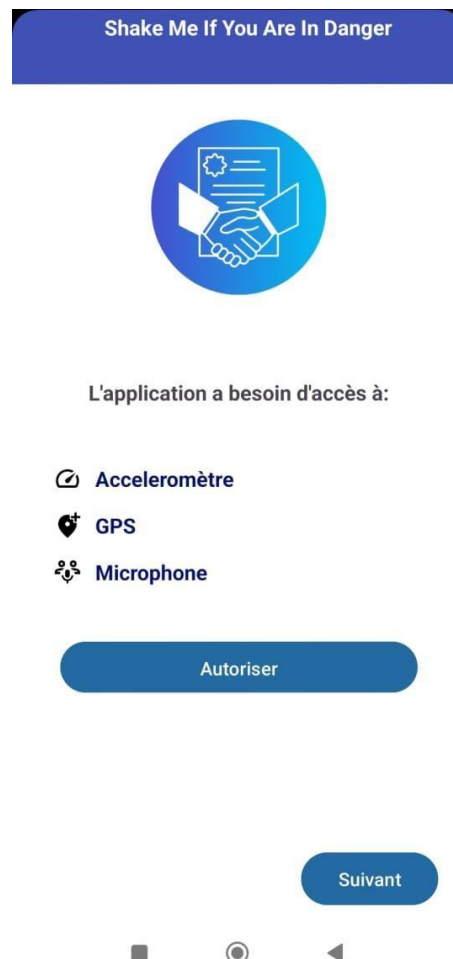 Shake Me If You Are In Danger
L'application a besoin d'accès à:
Acceleromètre
GPS
Microphone
Autoriser
Suivant